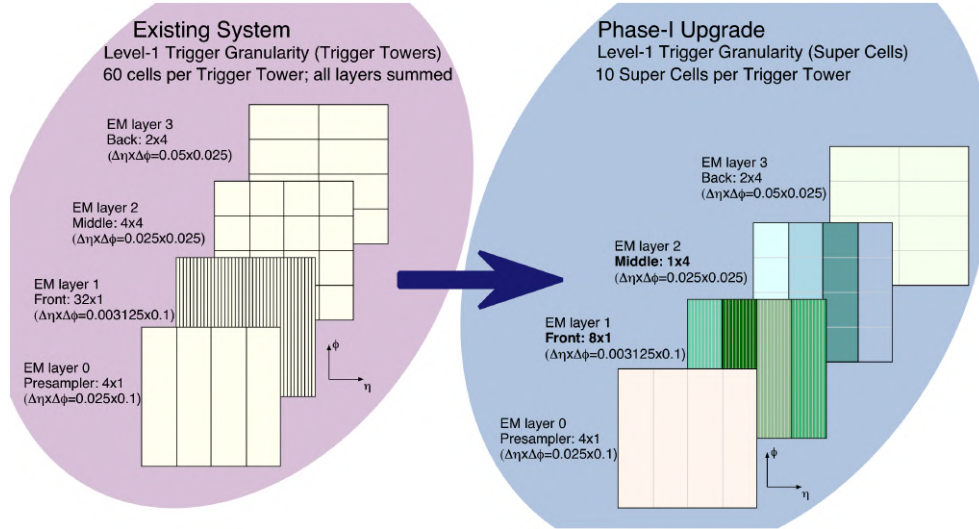 Existing System
Level-1 Trigger Granularity (Trigger Towers)
60 cells per Trigger Tower; all layers summed
EM layer 3
Back: 2x4
(ΔηxΔϕ=0.05x0.025)
EM layer 2
Middle: 4x4
(ΔηxΔϕ=0.025x0.025)
EM layer 1
Front: 32x1
(ΔηxΔϕ=0.003125x0.1)
EM layer 0
Presampler: 4x1
(ΔηxΔϕ=0.025x0.1)
ϕ
η
Phase-I Upgrade
Level-1 Trigger Granularity (Super Cells)
10 Super Cells per Trigger Tower
EM layer 3
Back: 2x4
(ΔηxΔϕ=0.05x0.025)
EM layer 2
Middle: 1x4
(ΔηxΔϕ=0.025x0.025)
EM layer 1
Front: 8x1
(ΔηxΔϕ=0.003125x0.1)
EM layer 0
Presampler: 4x1
(ΔηxΔϕ=0.025x0.1)
ϕ
η